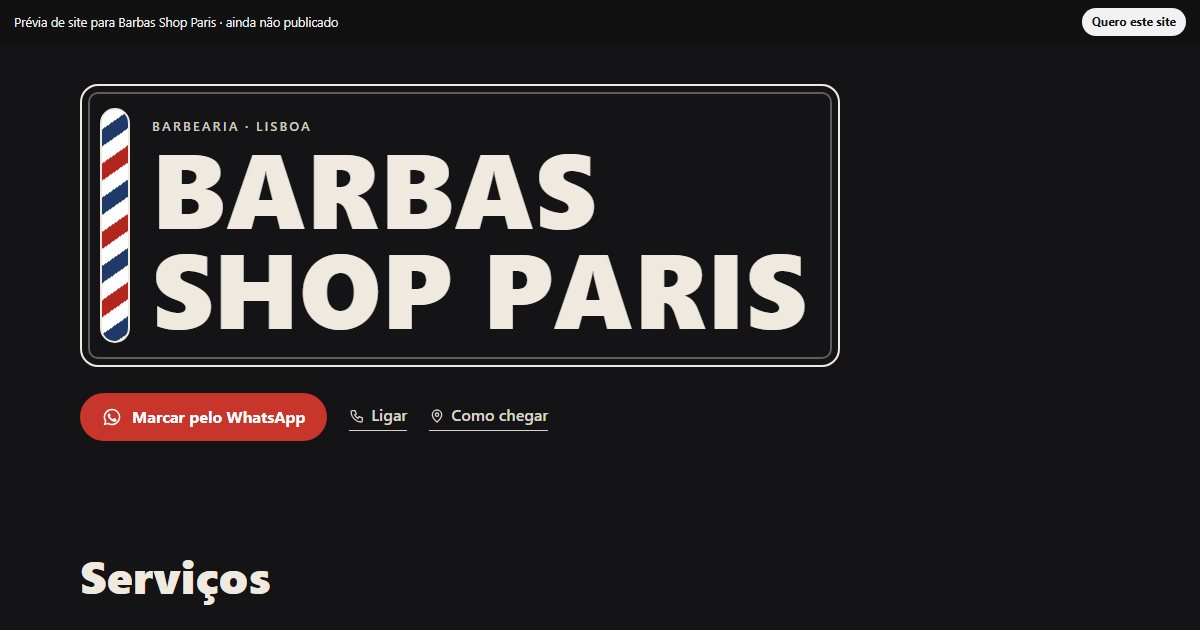 Prévia de site para Barbas Shop Paris · ainda não publicado
Quero este site
BARBEARIA · LISBOA
BARBAS
SHOP PARIS
Marcar pelo WhatsApp
Ligar
Como chegar
Serviços